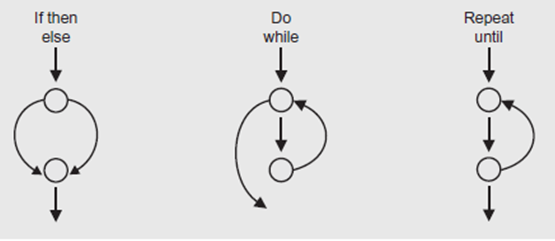 If then
else
Do
while
Repeat
until